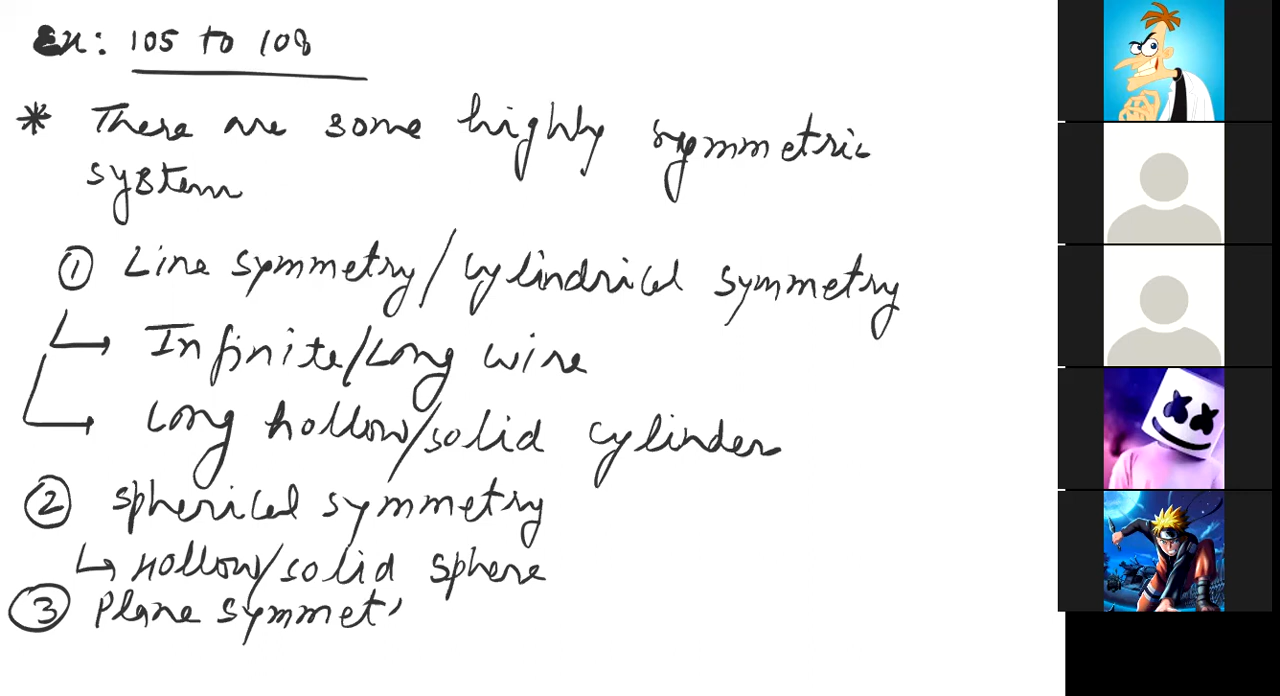 Ex: 105 to 108
* There are some highly symmetric
system
① Line symmetry/cylindrical symmetry
↳ Infinite/Long wire
↳ Long hollow/solid cylinder
② Spherical symmetry
↳ Hollow/solid sphere
③ Plane symmet